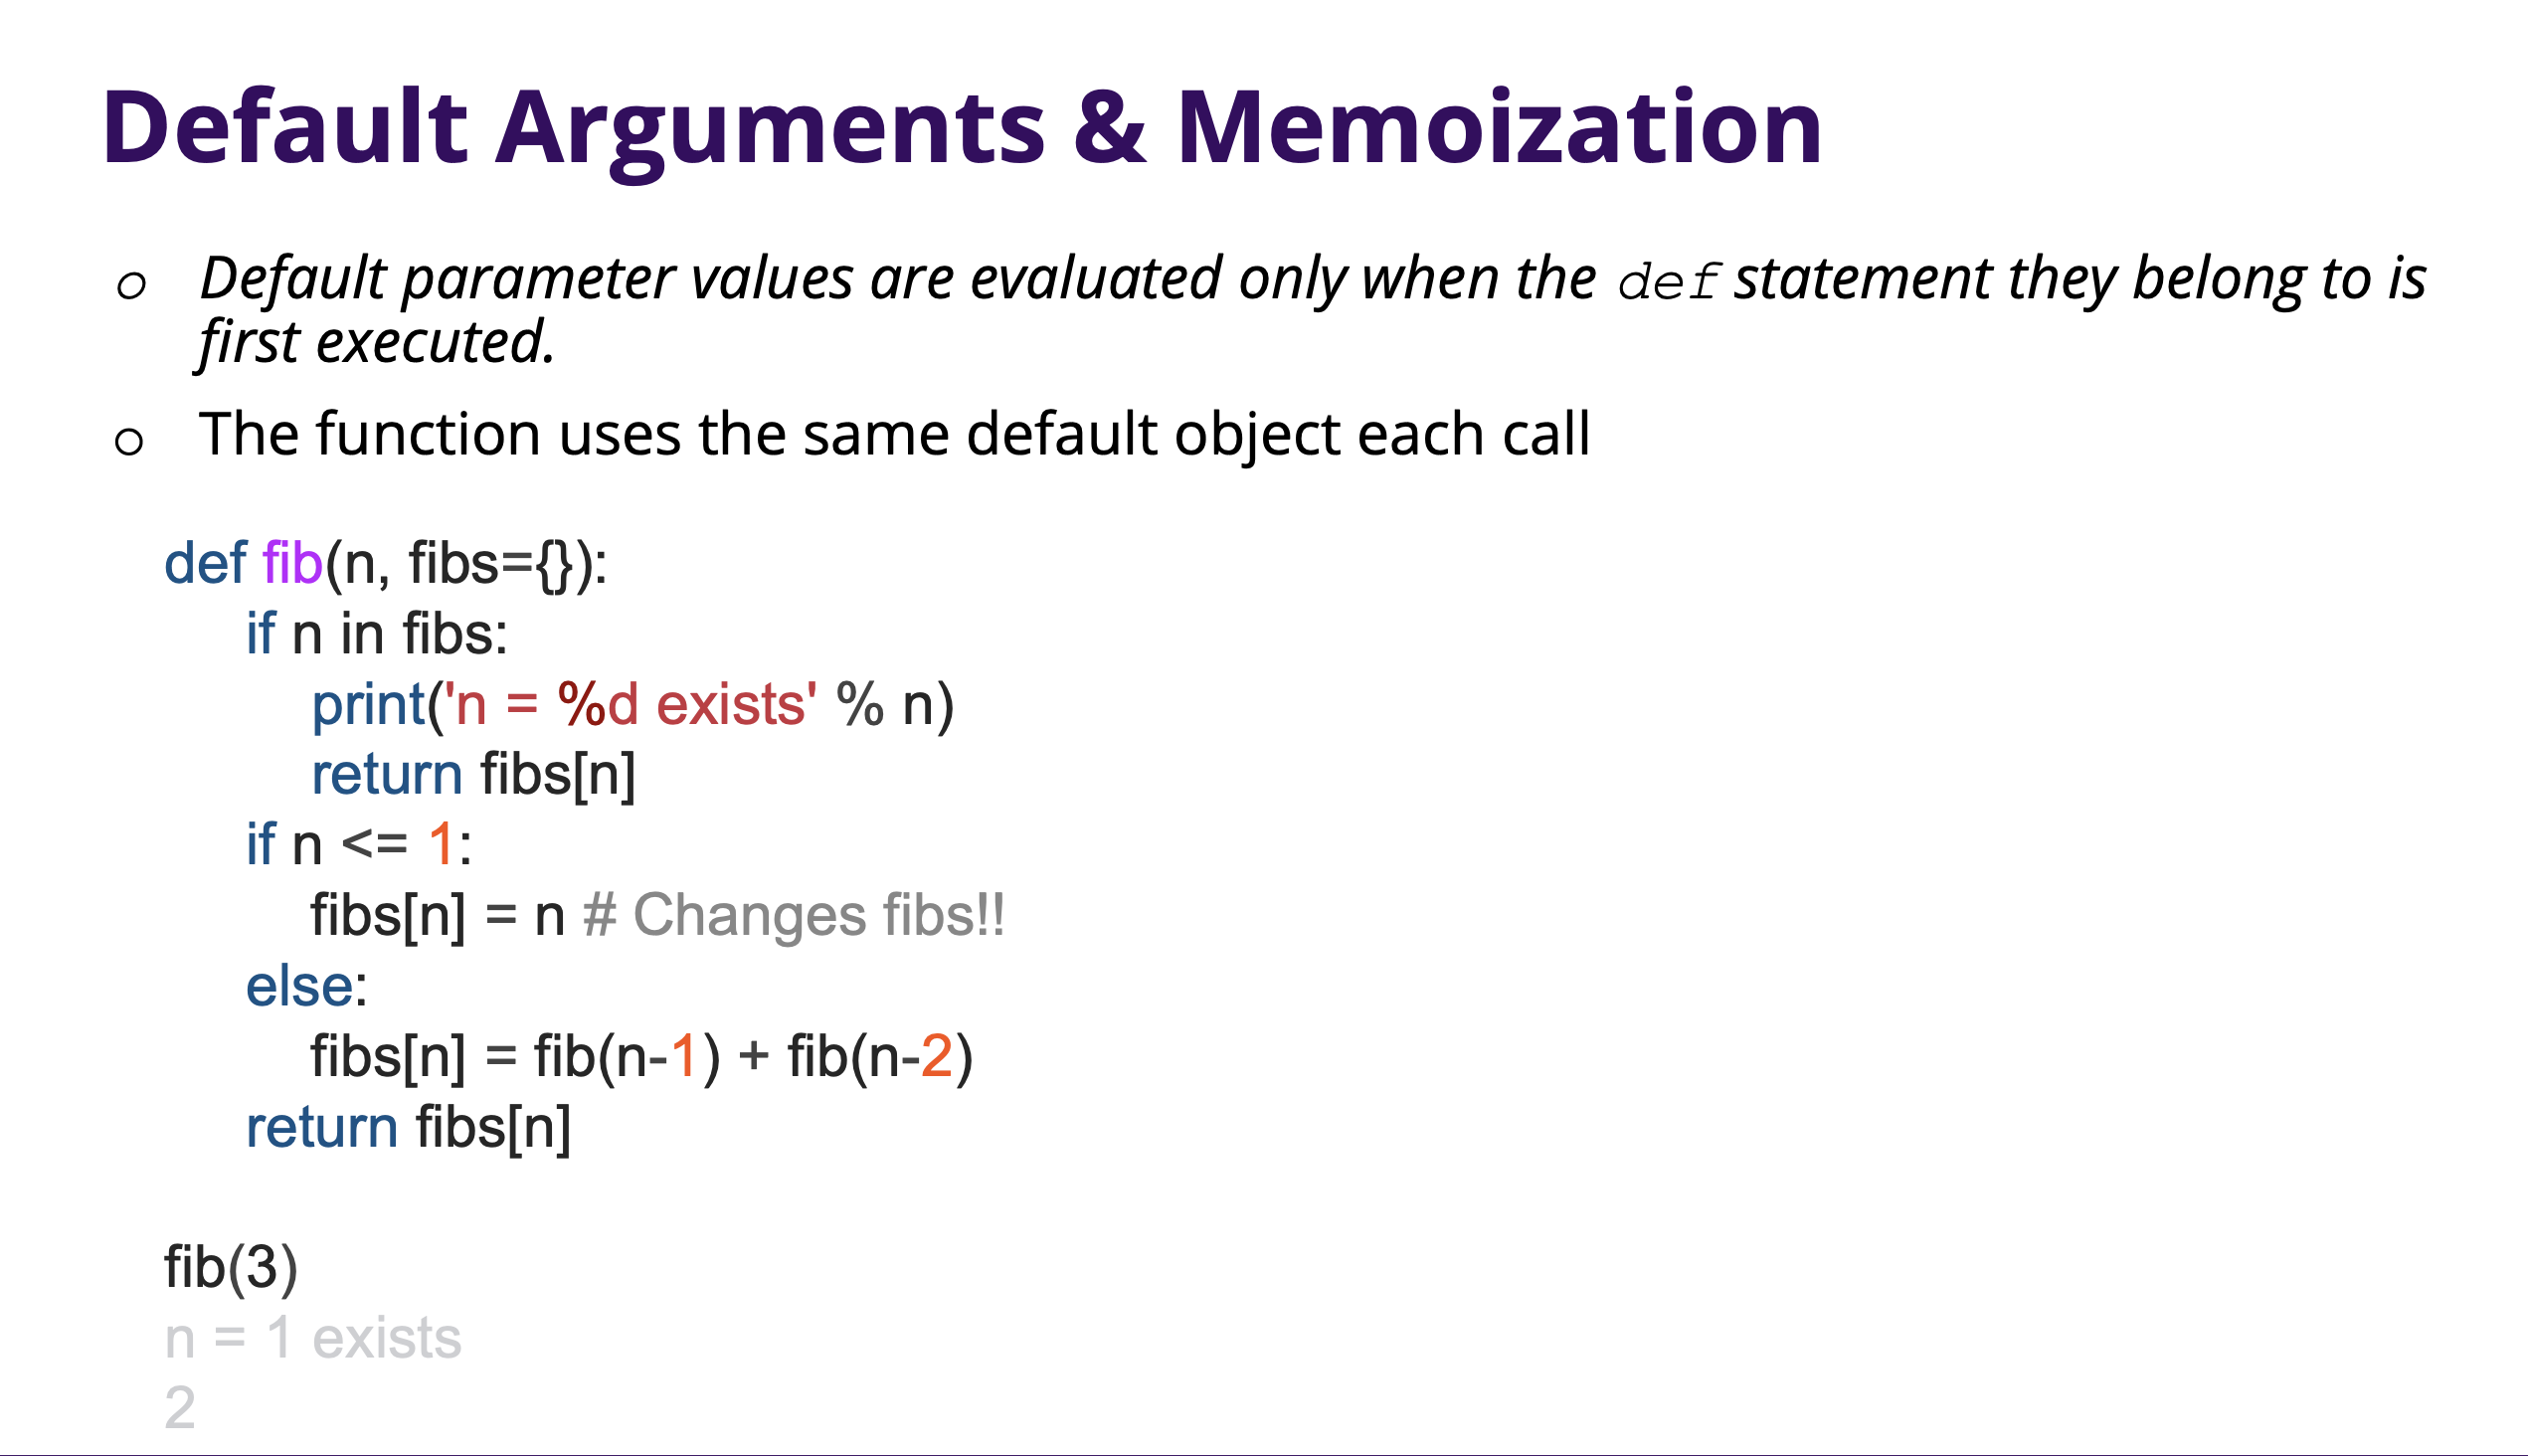 Default Arguments & Memoization
○ Default parameter values are evaluated only when the def statement they belong to is
first executed.
○ The function uses the same default object each call
def fib(n, fibs={}):
    if n in fibs:
        print('n = %d exists' % n)
        return fibs[n]
    if n <= 1:
        fibs[n] = n # Changes fibs!!
    else:
        fibs[n] = fib(n-1) + fib(n-2)
    return fibs[n]
fib(3)
n = 1 exists
2